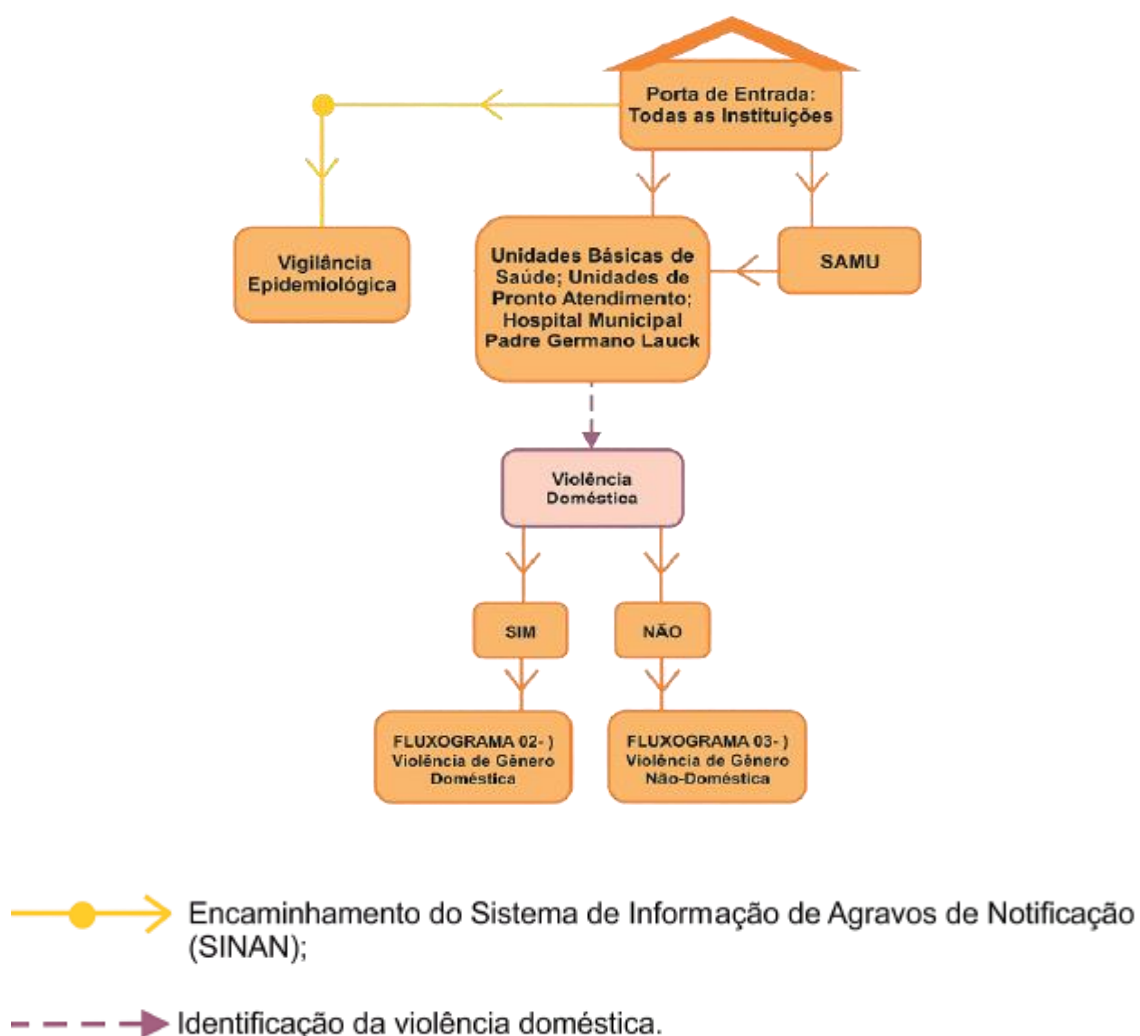 Porta de Entrada:
Todas as Instituições
Vigilância
Epidemiológica
Unidades Básicas de
Saúde; Unidades de
Pronto Atendimento;
Hospital Municipal
Padre Germano Lauck
SAMU
Violência
Doméstica
SIM
NÃO
FLUXOGRAMA 02- )
Violência de Gênero
Doméstica
FLUXOGRAMA 03- )
Violência de Gênero
Não-Doméstica
Encaminhamento do Sistema de Informação de Agravos de Notificação
(SINAN);
Identificação da violência doméstica.